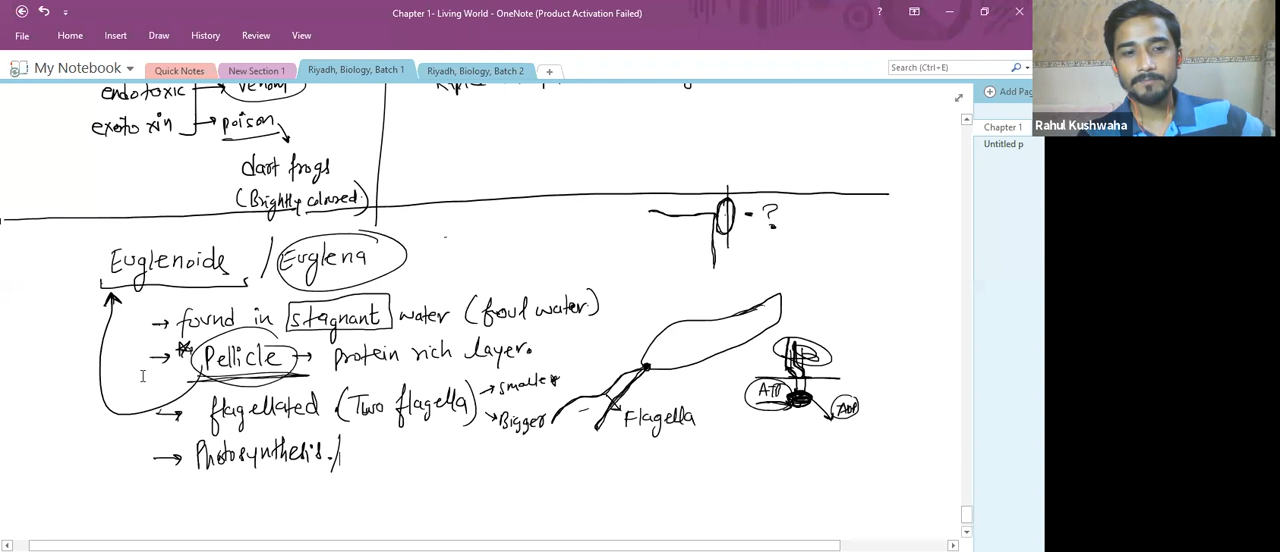 Chapter 1- Living World - OneNote (Product Activation Failed)
?
File Home Insert Draw History Review View
My Notebook
Quick Notes
New Section 1
Riyadh, Biology, Batch 1
Riyadh, Biology, Batch 2
Search (Ctrl+E)
Add Pag
Chapter 1
Untitled p
Rahul Kushwaha
endotoxic
venom
exotoxin
poison
dart frogs
(Brightly coloured)
- ?
Euglenoids / Euglena
→ found in stagnant water (foul water)
→ * Pellicle → protein rich layer.
→ flagellated (Two flagella) → smaller
→ Bigger
Flagella
ATP
ADP
→ Photosynthesis./